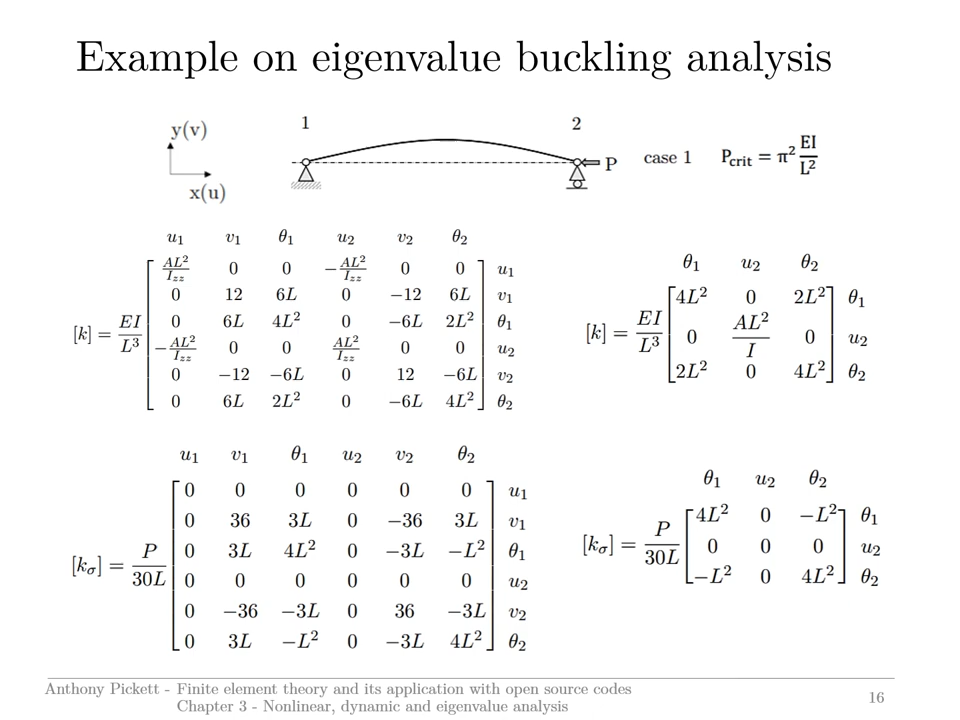 Example on eigenvalue buckling analysis
y(v)
x(u)
1 2
P
case 1 P_crit = π² EI/L²
u₁ v₁ θ₁ u₂ v₂ θ₂
[k] = EI/L³
AL²/I_zz 0 0 −AL²/I_zz 0 0 u₁
0 12 6L 0 −12 6L v₁
0 6L 4L² 0 −6L 2L² θ₁
−AL²/I_zz 0 0 AL²/I_zz 0 0 u₂
0 −12 −6L 0 12 −6L v₂
0 6L 2L² 0 −6L 4L² θ₂
θ₁ u₂ θ₂
[k] = EI/L³
4L² 0 2L² θ₁
0 AL²/I 0 u₂
2L² 0 4L² θ₂
u₁ v₁ θ₁ u₂ v₂ θ₂
[k_σ] = P/30L
0 0 0 0 0 0 u₁
0 36 3L 0 −36 3L v₁
0 3L 4L² 0 −3L −L² θ₁
0 0 0 0 0 0 u₂
0 −36 −3L 0 36 −3L v₂
0 3L −L² 0 −3L 4L² θ₂
θ₁ u₂ θ₂
[k_σ] = P/30L
4L² 0 −L² θ₁
0 0 0 u₂
−L² 0 4L² θ₂
Anthony Pickett - Finite element theory and its application with open source codes
Chapter 3 - Nonlinear, dynamic and eigenvalue analysis
16